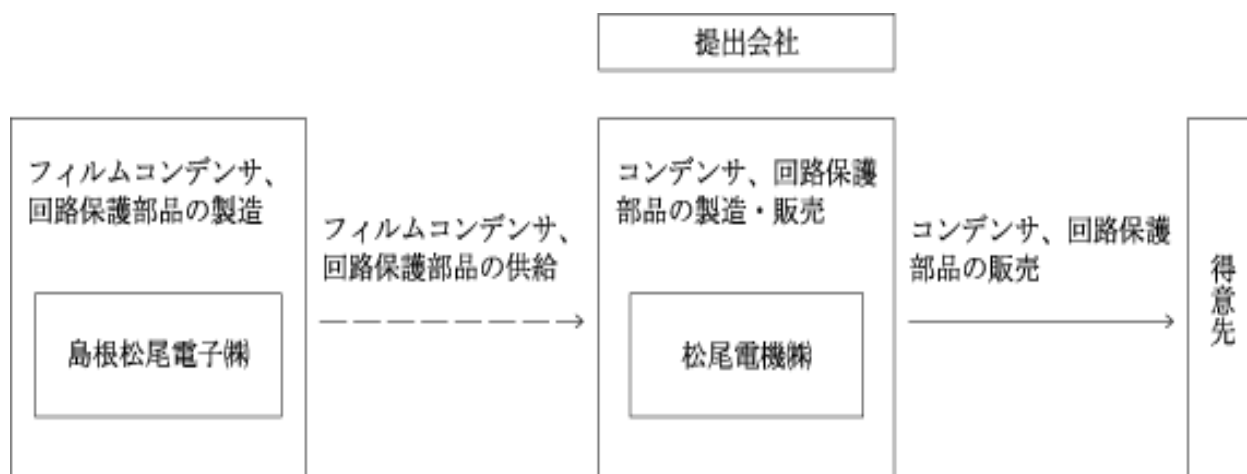 提出会社
フィルムコンデンサ、
回路保護部品の製造
島根松尾電子㈱
フィルムコンデンサ、
回路保護部品の供給
コンデンサ、回路保護
部品の製造・販売
松尾電機㈱
コンデンサ、回路保護
部品の販売
得意先